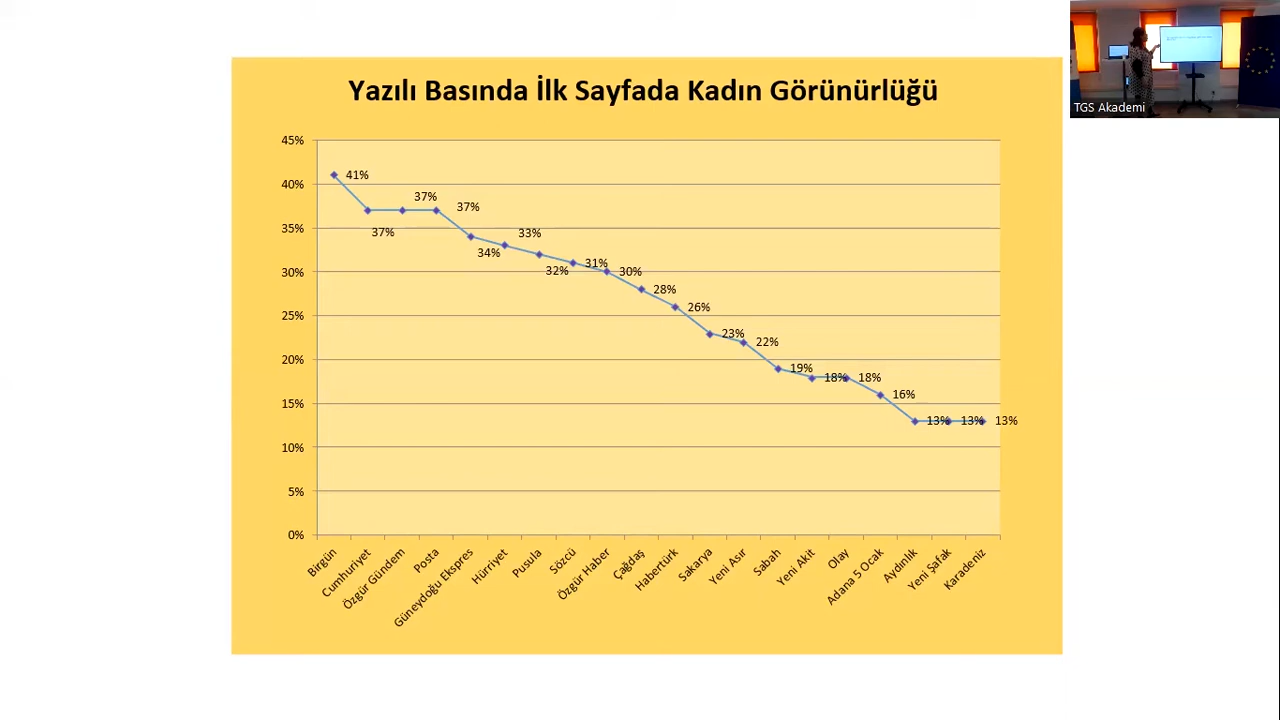 Yazılı Basında İlk Sayfada Kadın Görünürlüğü
TGS Akademi
45%
40%
35%
30%
25%
20%
15%
10%
5%
0%
41%
37%
37%
37%
34%
33%
32%
31%
30%
28%
26%
23%
22%
19%
18%
18%
16%
13%
13%
13%
Birgün
Cumhuriyet
Özgür Gündem
Posta
Güneydoğu Ekspres
Hürriyet
Pusula
Sözcü
Özgür Haber
Çağdaş
Habertürk
Sakarya
Yeni Asır
Sabah
Yeni Akit
Olay
Adana 5 Ocak
Aydınlık
Yeni Şafak
Karadeniz